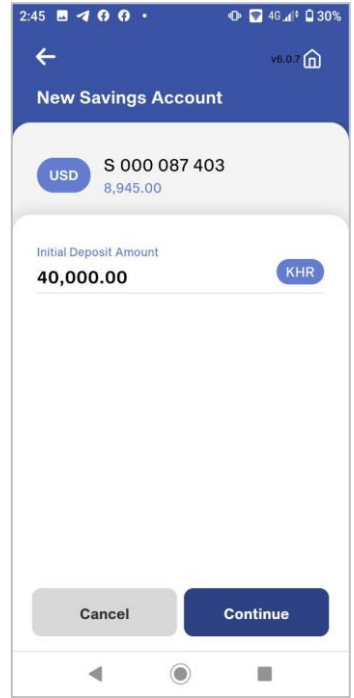 2:45 4G 30%
v6.0.7
New Savings Account
USD S 000 087 403
8,945.00
Initial Deposit Amount
40,000.00 KHR
Cancel Continue